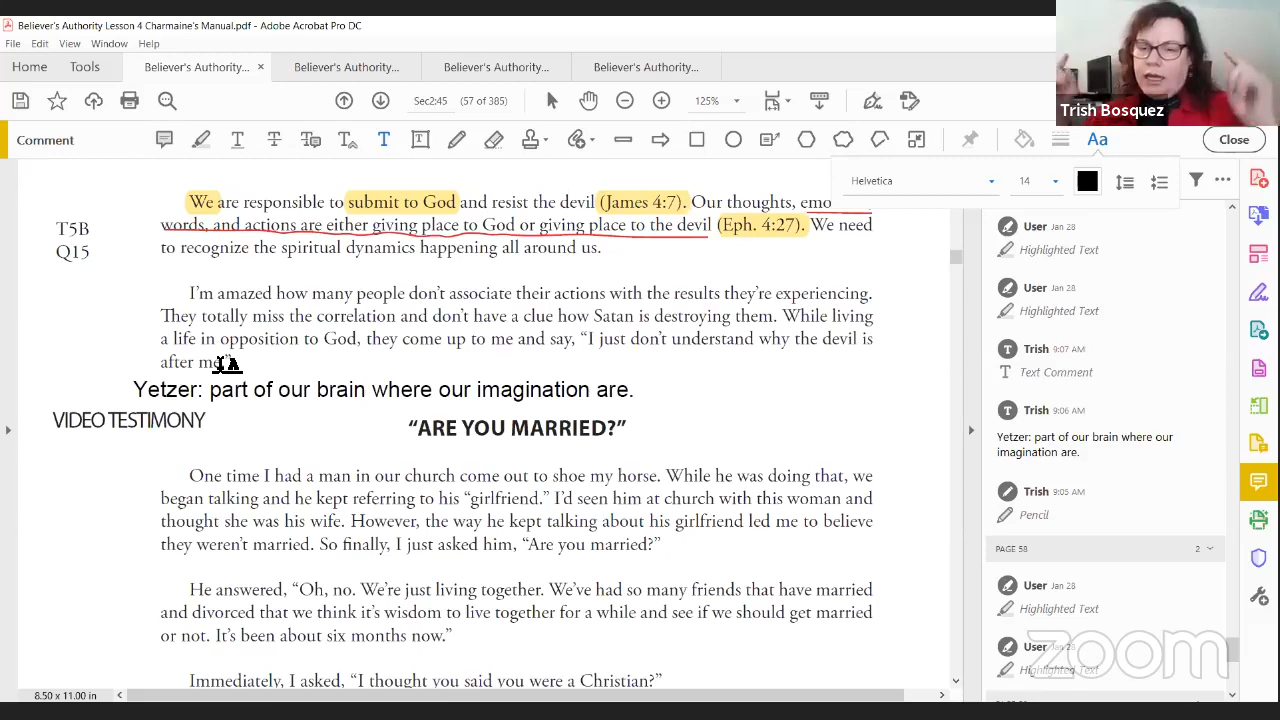 Believer's Authority Lesson 4 Charmaine's Manual.pdf - Adobe Acrobat Pro DC
File Edit View Window Help
Home Tools Believer's Authority... × Believer's Authority... Believer's Authority... Believer's Authority...
Sec2:45 (57 of 385) 125%
Trish Bosquez
Comment Aa Close
Helvetica 14
We are responsible to submit to God and resist the devil (James 4:7). Our thoughts,
T5B words, and actions are either giving place to God or giving place to the devil (Eph. 4:27). We need
Q15 to recognize the spiritual dynamics happening all around us.
I'm amazed how many people don't associate their actions with the results they're experiencing.
They totally miss the correlation and don't have a clue how Satan is destroying them. While living
a life in opposition to God, they come up to me and say, “I just don't understand why the devil is
after me.”
Yetzer: part of our brain where our imagination are.
VIDEO TESTIMONY
“ARE YOU MARRIED?”
One time I had a man in our church come out to shoe my horse. While he was doing that, we
began talking and he kept referring to his “girlfriend.” I'd seen him at church with this woman and
thought she was his wife. However, the way he kept talking about his girlfriend led me to believe
they weren't married. So finally, I just asked him, “Are you married?”
He answered, “Oh, no. We're just living together. We've had so many friends that have married
and divorced that we think it's wisdom to live together for a while and see if we should get married
or not. It's been about six months now.”
Immediately, I asked, “I thought you said you were a Christian?”
8.50 x 11.00 in
User Jan 28
Highlighted Text
User Jan 28
Highlighted Text
Trish 9:07 AM
Text Comment
Trish 9:06 AM
Yetzer: part of our brain where our
imagination are.
Trish 9:05 AM
Pencil
PAGE 58 2
User Jan 28
Highlighted Text
User Jan 28
Highlighted Text
zoom